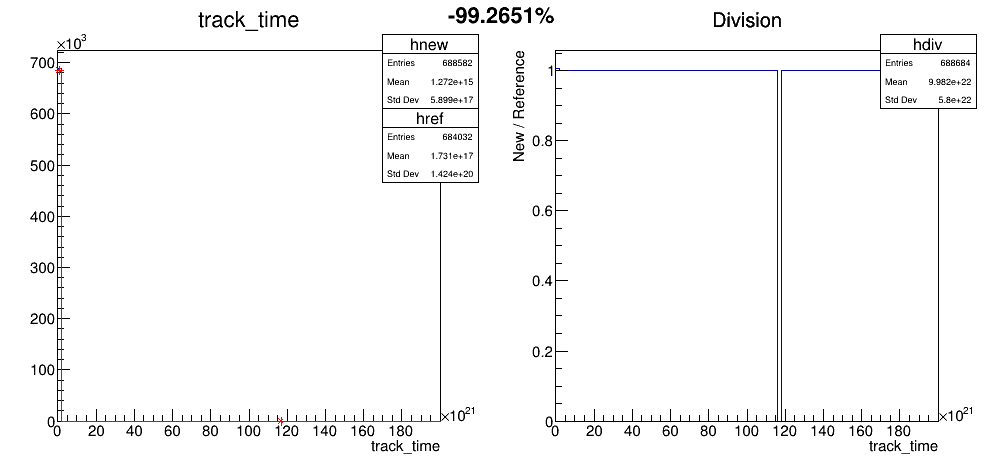 -99.2651%
track_time
×10³
700
600
500
400
300
200
100
0
0 20 40 60 80 100 120 140 160 180
×10²¹
track_time
hnew
Entries 688582
Mean 1.272e+15
Std Dev 5.899e+17
href
Entries 684032
Mean 1.731e+17
Std Dev 1.424e+20
Division
New / Reference
1
0.8
0.6
0.4
0.2
0
0 20 40 60 80 100 120 140 160 180
×10²¹
track_time
hdiv
Entries 688684
Mean 9.982e+22
Std Dev 5.8e+22